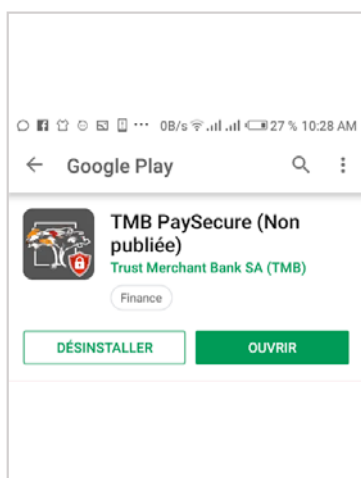 0B/s 27 % 10:28 AM
Google Play
TMB PaySecure (Non
publiée)
Trust Merchant Bank SA (TMB)
Finance
DÉSINSTALLER OUVRIR